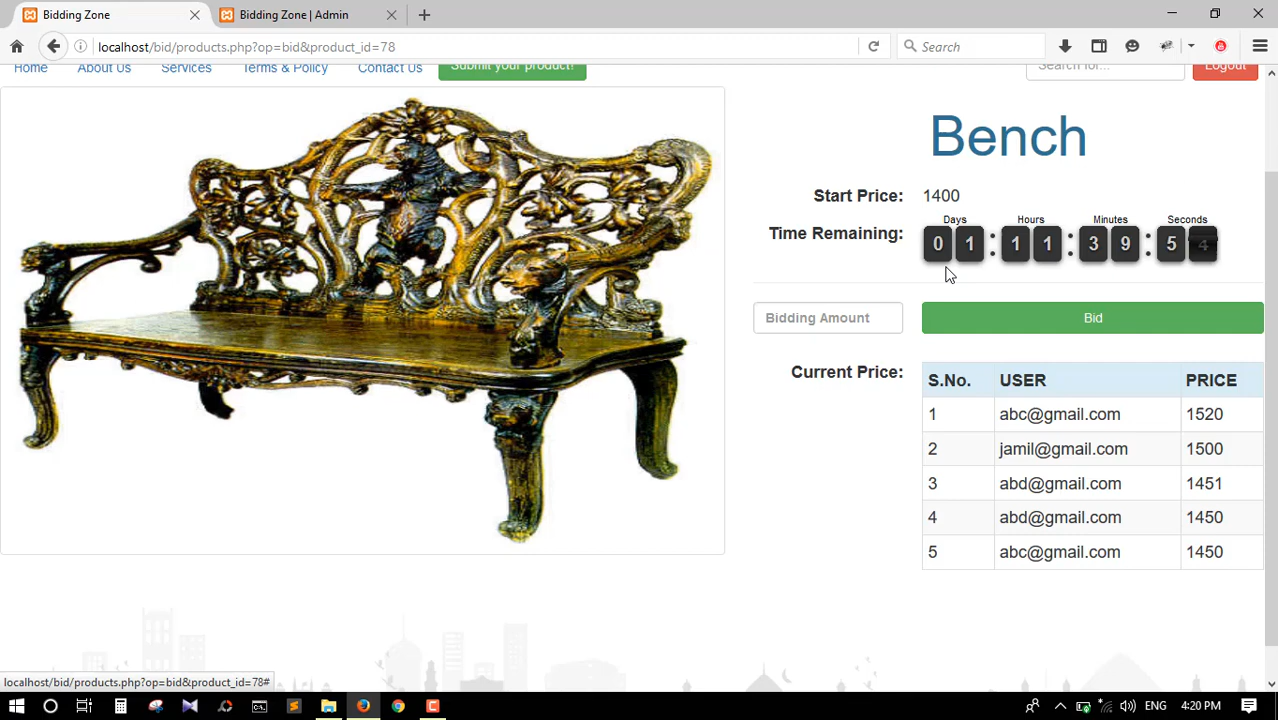 Bidding Zone
Bidding Zone | Admin
localhost/bid/products.php?op=bid&product_id=78
Search
Home About Us Services Terms & Policy Contact Us Submit your product! Search for... Logout
Bench
Start Price: 1400
Days Hours Minutes Seconds
Time Remaining: 0 1 : 1 1 : 3 9 : 5 4
Bidding Amount Bid
Current Price:
S.No. USER PRICE
1 abc@gmail.com 1520
2 jamil@gmail.com 1500
3 abd@gmail.com 1451
4 abd@gmail.com 1450
5 abc@gmail.com 1450
localhost/bid/products.php?op=bid&product_id=78#
ENG 4:20 PM